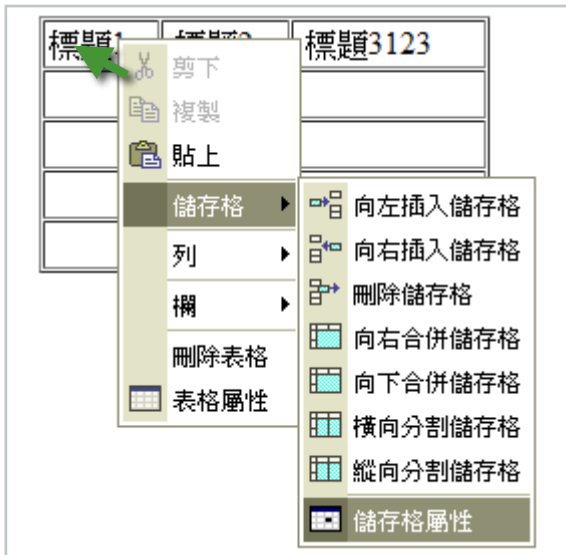 標題1 標題2 標題3123
剪下
複製
貼上
儲存格
列
欄
刪除表格
表格屬性
向左插入儲存格
向右插入儲存格
刪除儲存格
向右合併儲存格
向下合併儲存格
橫向分割儲存格
縱向分割儲存格
儲存格屬性